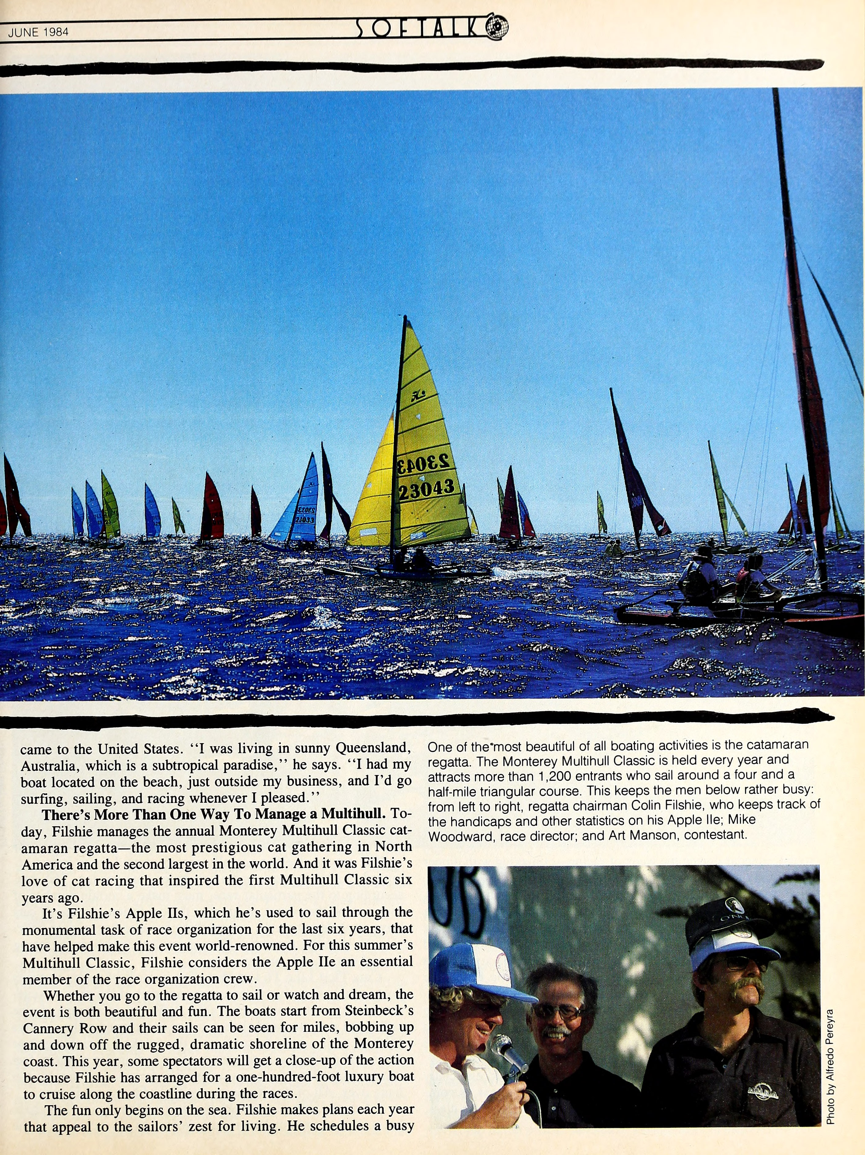 JUNE 1984
SOFTALK
23043
23043
came to the United States. ‘‘I was living in sunny Queensland,
Australia, which is a subtropical paradise,’’ he says. ‘‘I had my
boat located on the beach, just outside my business, and I’d go
surfing, sailing, and racing whenever I pleased.’’
There’s More Than One Way To Manage a Multihull. To-
day, Filshie manages the annual Monterey Multihull Classic cat-
amaran regatta—the most prestigious cat gathering in North
America and the second largest in the world. And it was Filshie’s
love of cat racing that inspired the first Multihull Classic six
years ago.
It’s Filshie’s Apple IIs, which he’s used to sail through the
monumental task of race organization for the last six years, that
have helped make this event world-renowned. For this summer’s
Multihull Classic, Filshie considers the Apple IIe an essential
member of the race organization crew.
Whether you go to the regatta to sail or watch and dream, the
event is both beautiful and fun. The boats start from Steinbeck’s
Cannery Row and their sails can be seen for miles, bobbing up
and down off the rugged, dramatic shoreline of the Monterey
coast. This year, some spectators will get a close-up of the action
because Filshie has arranged for a one-hundred-foot luxury boat
to cruise along the coastline during the races.
The fun only begins on the sea. Filshie makes plans each year
that appeal to the sailors’ zest for living. He schedules a busy
One of the most beautiful of all boating activities is the catamaran
regatta. The Monterey Multihull Classic is held every year and
attracts more than 1,200 entrants who sail around a four and a
half-mile triangular course. This keeps the men below rather busy:
from left to right, regatta chairman Colin Filshie, who keeps track of
the handicaps and other statistics on his Apple IIe; Mike
Woodward, race director; and Art Manson, contestant.
UB
Photo by Alfredo Pereyra